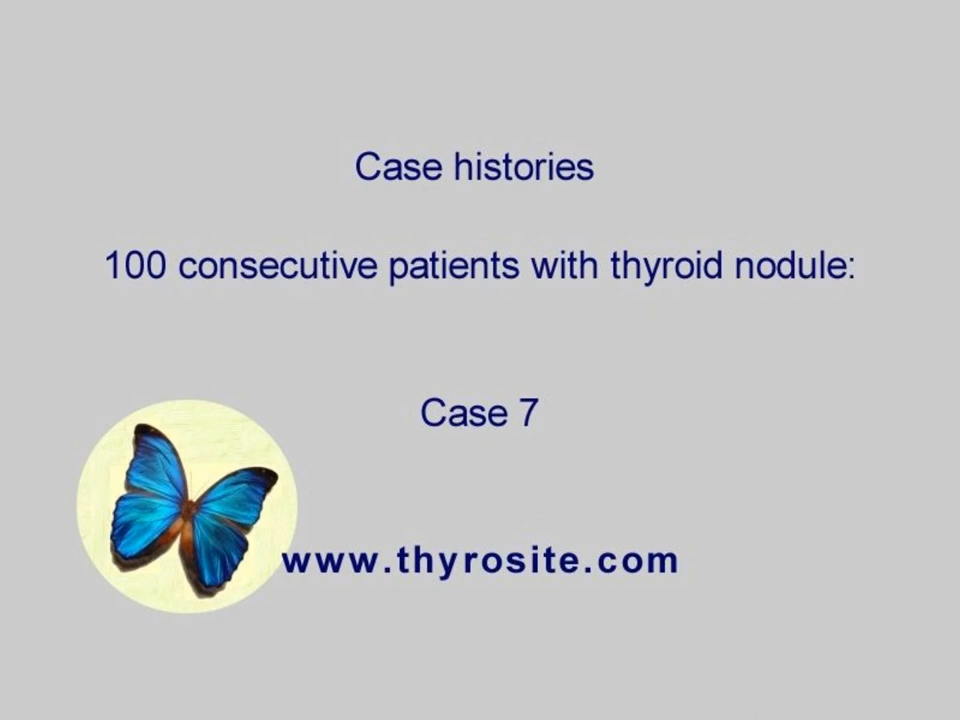 Case histories
100 consecutive patients with thyroid nodule:
Case 7
www.thyrosite.com